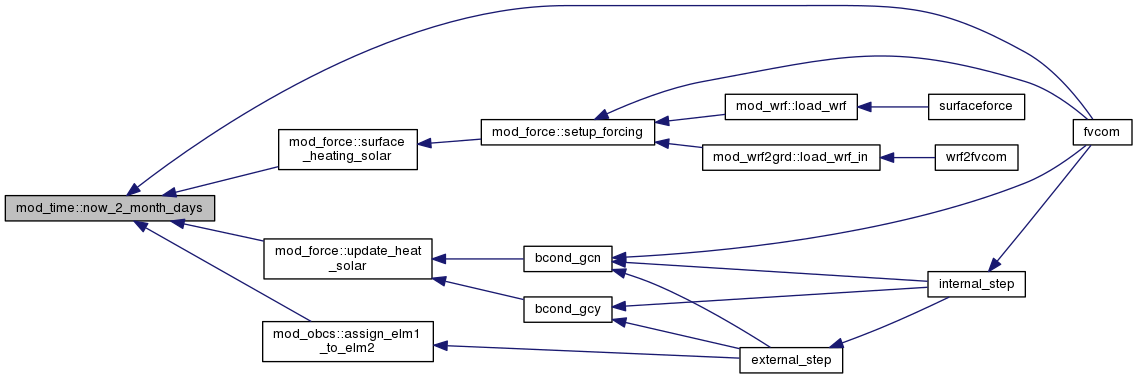 mod_time::now_2_month_days
mod_force::surface
_heating_solar
mod_force::update_heat
_solar
mod_obcs::assign_elm1
_to_elm2
mod_force::setup_forcing
bcond_gcn
bcond_gcy
mod_wrf::load_wrf
mod_wrf2grd::load_wrf_in
external_step
surfaceforce
wrf2fvcom
internal_step
fvcom